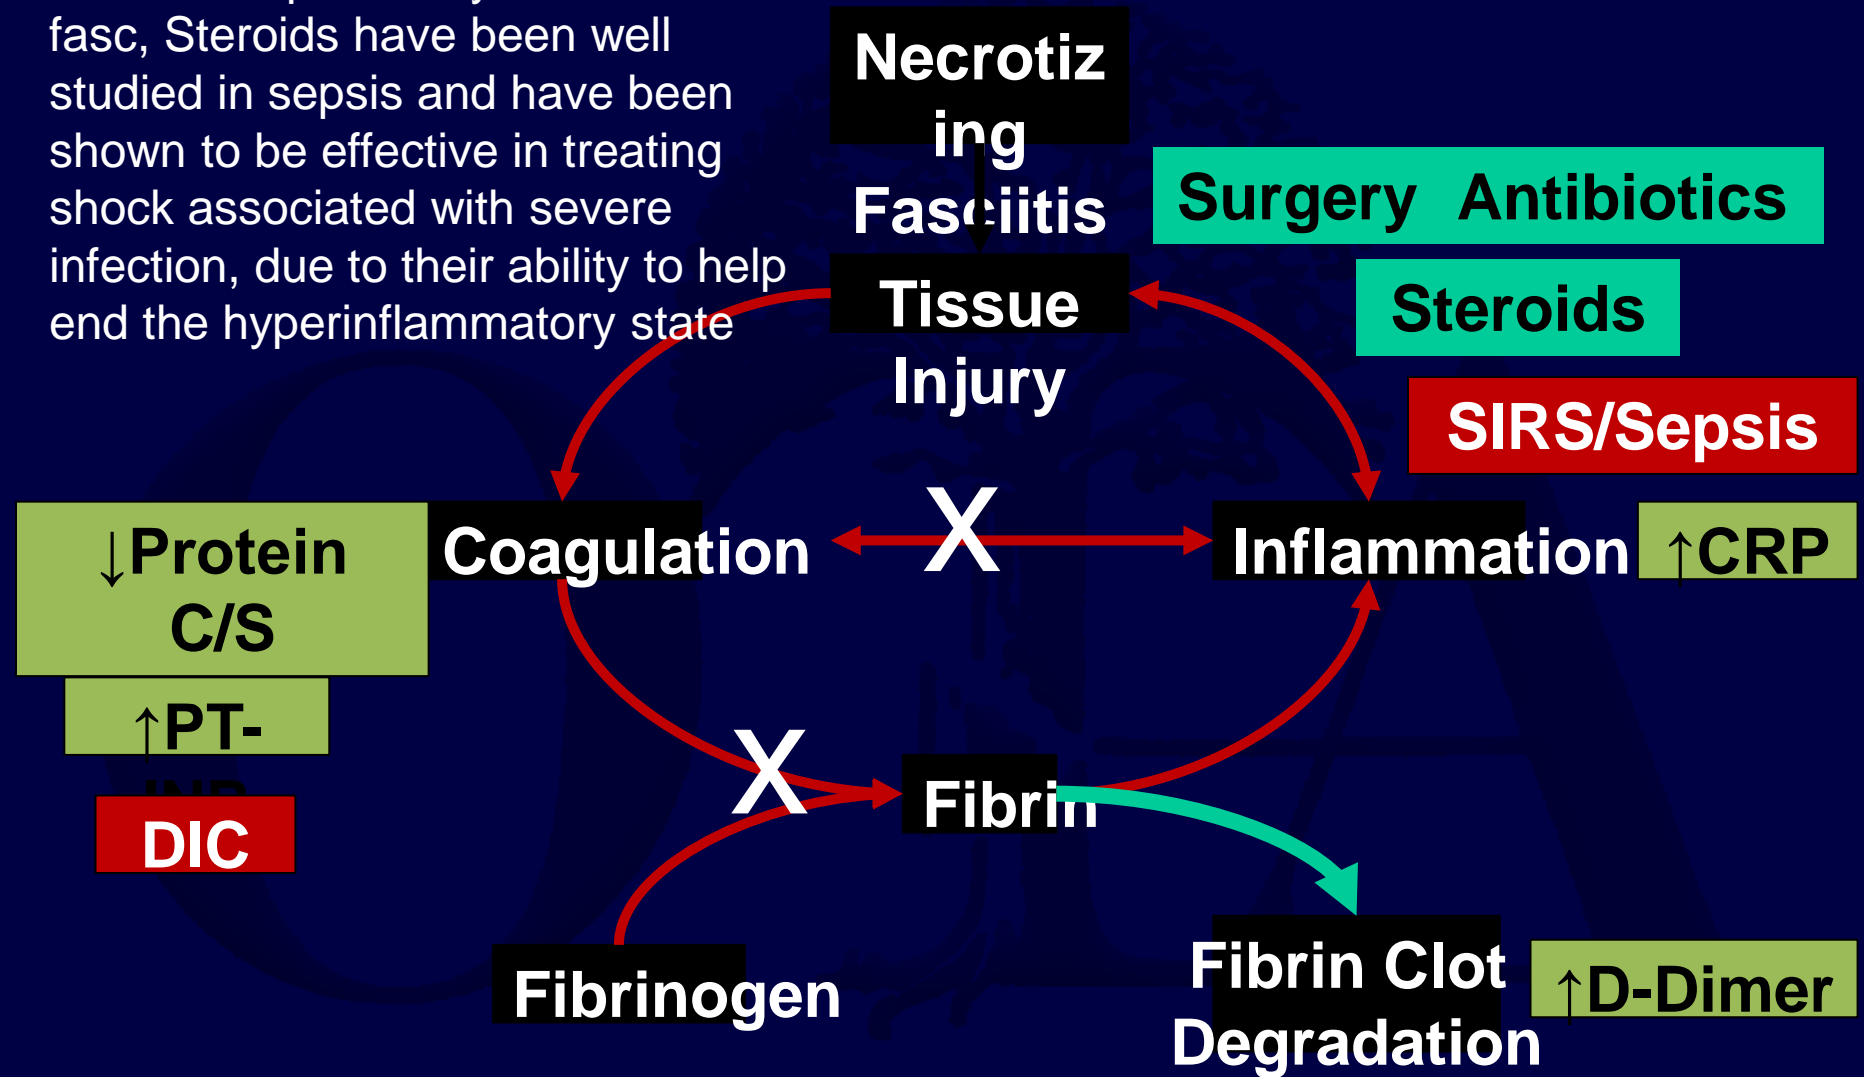 fasc, Steroids have been well
studied in sepsis and have been
shown to be effective in treating
shock associated with severe
infection, due to their ability to help
end the hyperinflammatory state
Necrotiz
ing
Fasciitis
Surgery Antibiotics
Steroids
Tissue
Injury
SIRS/Sepsis
↓Protein
C/S
Coagulation
X
Inflammation
↑CRP
↑PT-
INR
DIC
X
Fibrin
Fibrinogen
Fibrin Clot
Degradation
↑D-Dimer